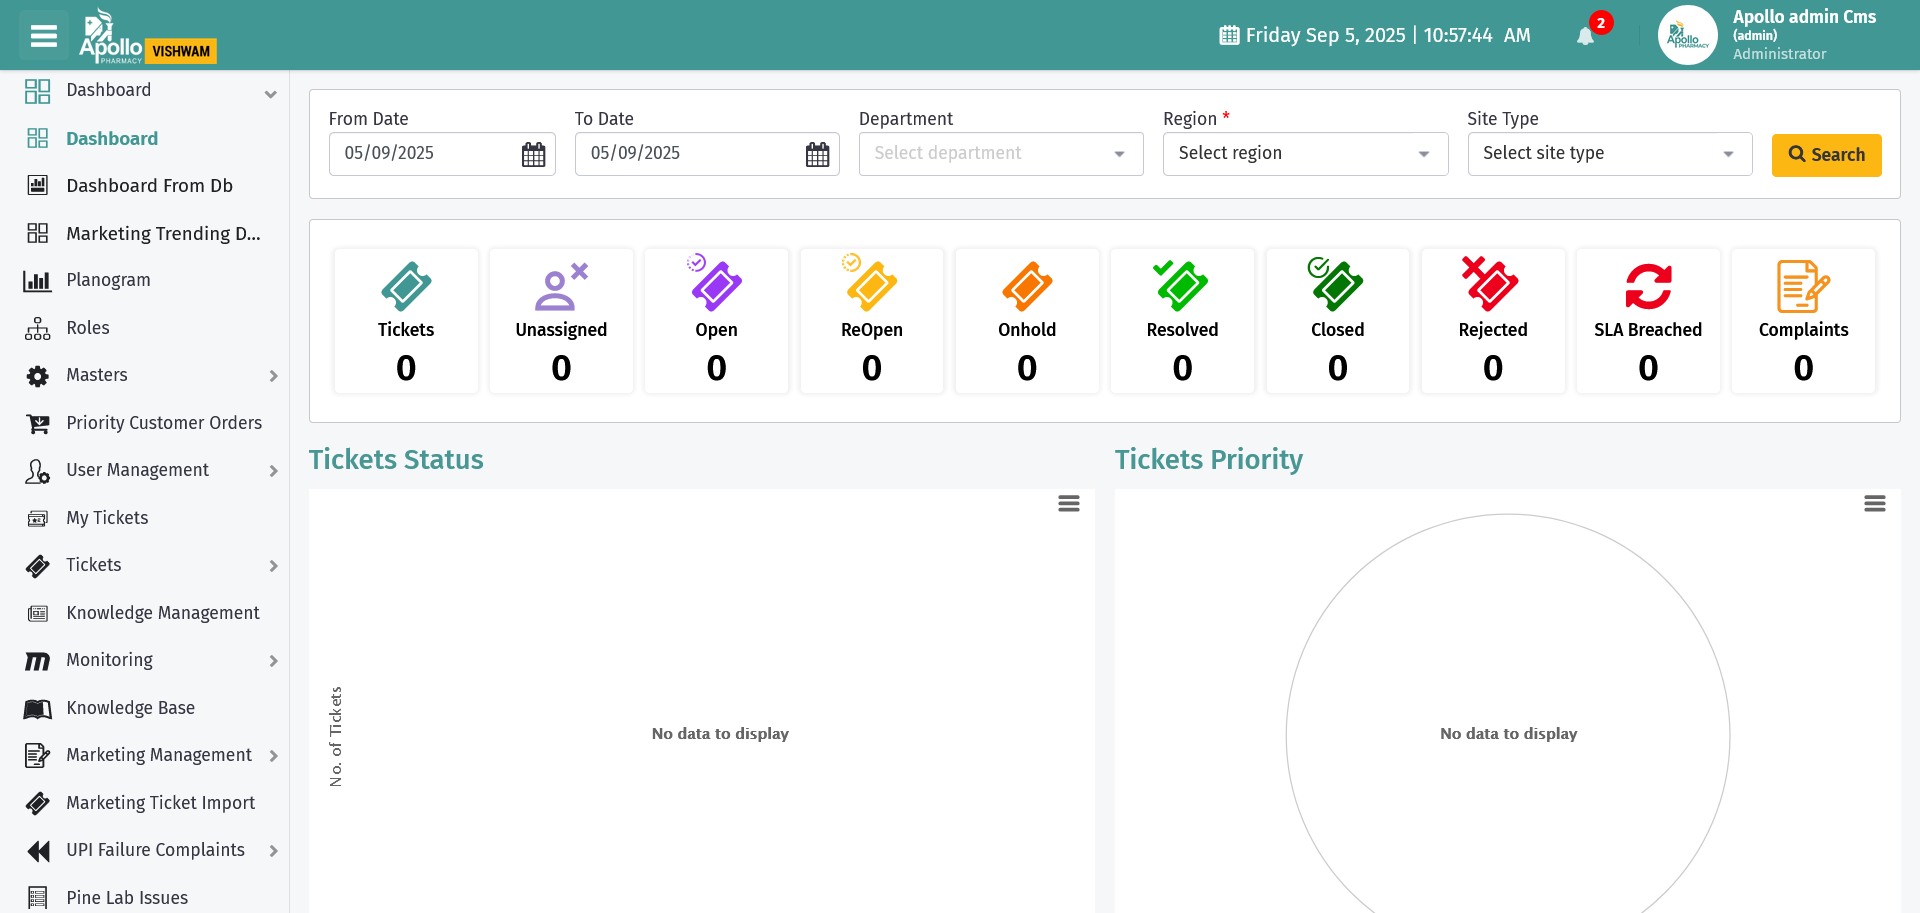 Apollo
PHARMACY
VISHWAM
Friday Sep 5, 2025 | 10:57:44 AM
2
Apollo
PHARMACY
Apollo admin Cms
(admin)
Administrator
Dashboard
Dashboard
Dashboard From Db
Marketing Trending D...
Planogram
Roles
Masters
Priority Customer Orders
User Management
My Tickets
Tickets
Knowledge Management
Monitoring
Knowledge Base
Marketing Management
Marketing Ticket Import
UPI Failure Complaints
Pine Lab Issues
From Date
05/09/2025
To Date
05/09/2025
Department
Select department
Region *
Select region
Site Type
Select site type
Search
Tickets
0
Unassigned
0
Open
0
ReOpen
0
Onhold
0
Resolved
0
Closed
0
Rejected
0
SLA Breached
0
Complaints
0
Tickets Status
No. of Tickets
No data to display
Tickets Priority
No data to display